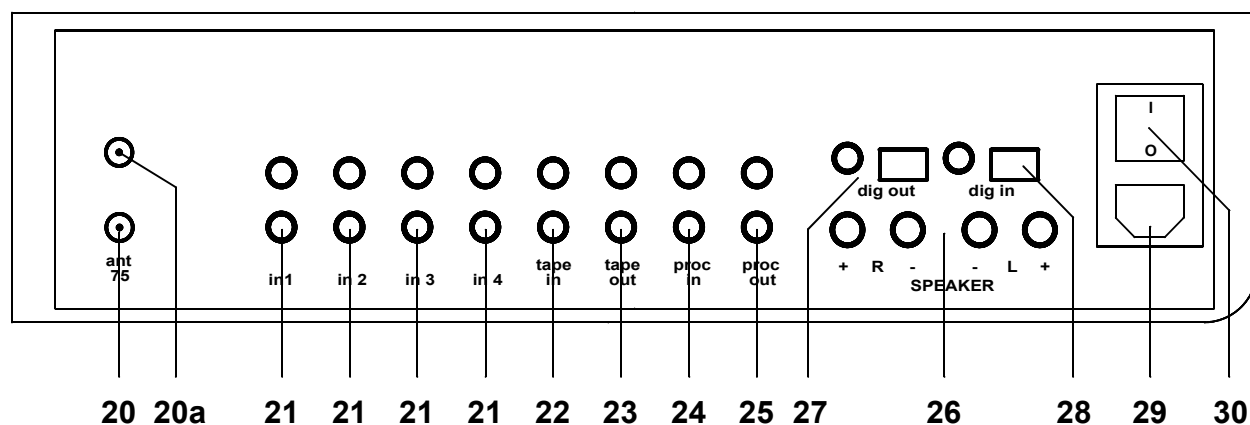 I
O
dig out dig in
ant
75
in1 in 2 in 3 in 4
tape
in
tape
out
proc
in
proc
out
+ R - - L +
SPEAKER
20 20a 21 21 21 21 22 23 24 25 27 26 28 29 30